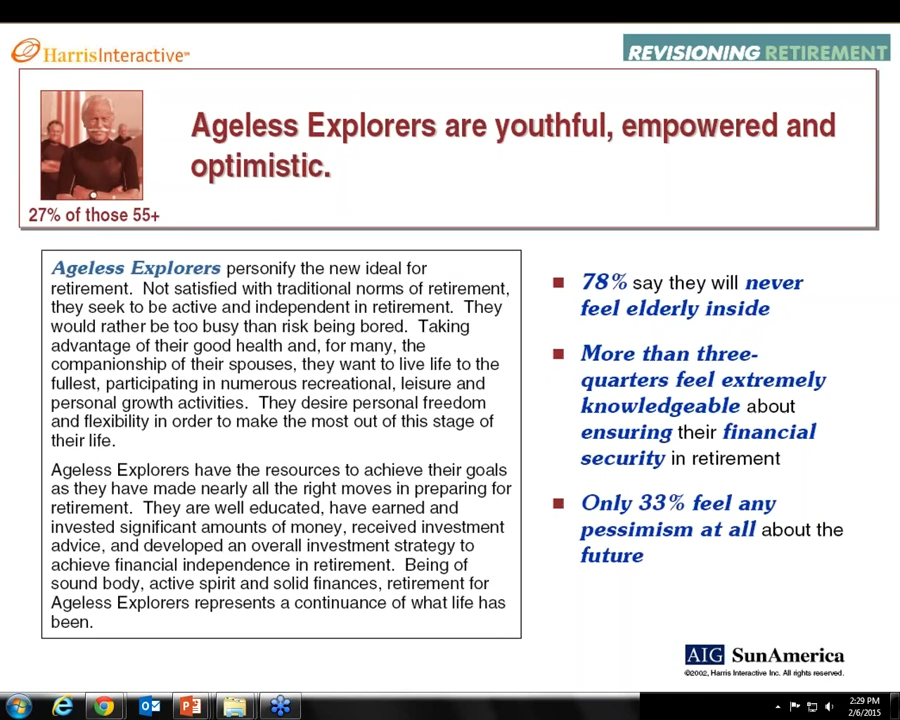 HarrisInteractive℠
REVISIONING RETIREMENT
Ageless Explorers are youthful, empowered and
optimistic.
27% of those 55+
Ageless Explorers personify the new ideal for
retirement. Not satisfied with traditional norms of retirement,
they seek to be active and independent in retirement. They
would rather be too busy than risk being bored. Taking
advantage of their good health and, for many, the
companionship of their spouses, they want to live life to the
fullest, participating in numerous recreational, leisure and
personal growth activities. They desire personal freedom
and flexibility in order to make the most out of this stage of
their life.
Ageless Explorers have the resources to achieve their goals
as they have made nearly all the right moves in preparing for
retirement. They are well educated, have earned and
invested significant amounts of money, received investment
advice, and developed an overall investment strategy to
achieve financial independence in retirement. Being of
sound body, active spirit and solid finances, retirement for
Ageless Explorers represents a continuance of what life has
been.
78% say they will never
feel elderly inside
More than three-
quarters feel extremely
knowledgeable about
ensuring their financial
security in retirement
Only 33% feel any
pessimism at all about the
future
AIG SunAmerica
©2002, Harris Interactive Inc. All rights reserved.
2:29 PM
2/6/2015